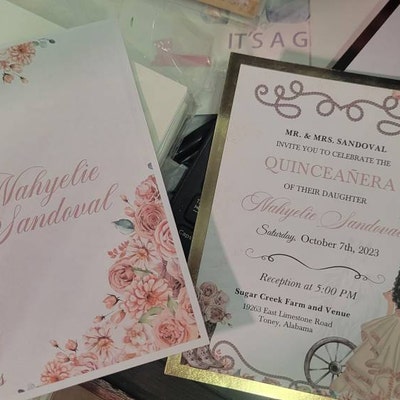 IT'S A G
Nahyelie
Sandoval
MR. & MRS. SANDOVAL
INVITE YOU TO CELEBRATE THE
QUINCEAÑERA
OF THEIR DAUGHTER
Nahyelie Sandoval
Saturday, October 7th, 2023
Reception at 5:00 PM
Sugar Creek Farm and Venue
19263 East Limestone Road
Toney, Alabama